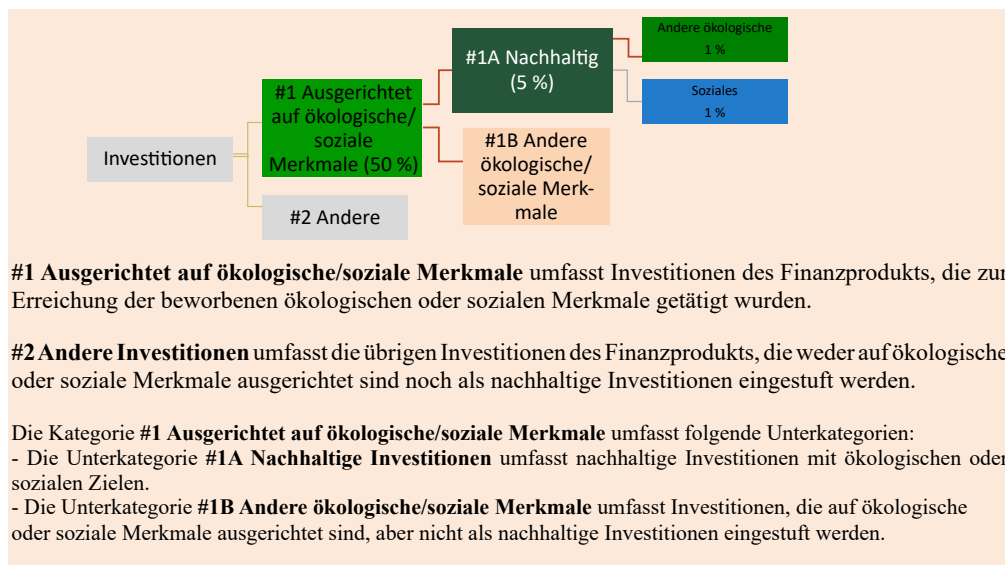 Andere ökologische
1 %
#1A Nachhaltig
(5 %)
Soziales
1 %
#1 Ausgerichtet
auf ökologische/
soziale
Merkmale (50 %)
#1B Andere
ökologische/
soziale Merk-
male
Investitionen
#2 Andere
#1 Ausgerichtet auf ökologische/soziale Merkmale umfasst Investitionen des Finanzprodukts, die zur
Erreichung der beworbenen ökologischen oder sozialen Merkmale getätigt wurden.
#2 Andere Investitionen umfasst die übrigen Investitionen des Finanzprodukts, die weder auf ökologische
oder soziale Merkmale ausgerichtet sind noch als nachhaltige Investitionen eingestuft werden.
Die Kategorie #1 Ausgerichtet auf ökologische/soziale Merkmale umfasst folgende Unterkategorien:
- Die Unterkategorie #1A Nachhaltige Investitionen umfasst nachhaltige Investitionen mit ökologischen oder
sozialen Zielen.
- Die Unterkategorie #1B Andere ökologische/soziale Merkmale umfasst Investitionen, die auf ökologische
oder soziale Merkmale ausgerichtet sind, aber nicht als nachhaltige Investitionen eingestuft werden.